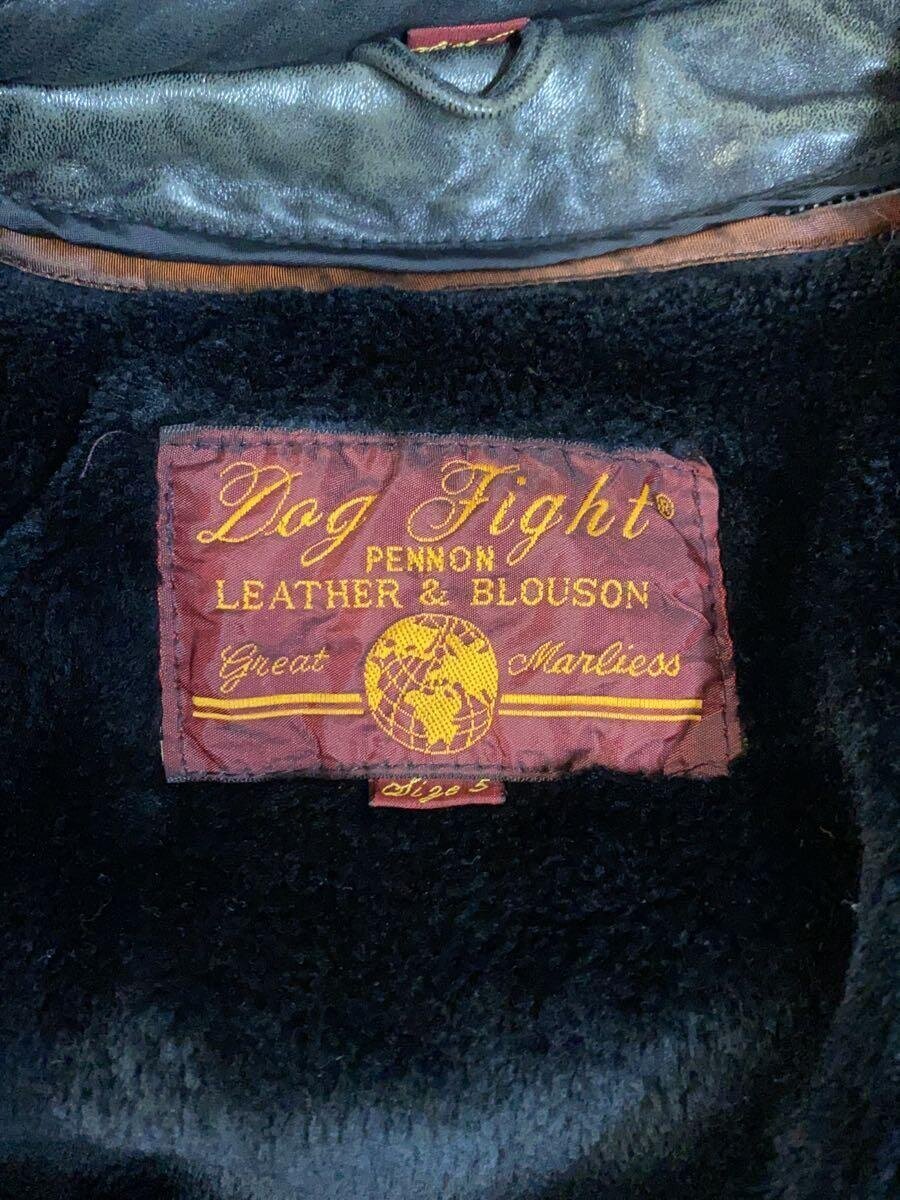 Dog Fight®
PENNON
LEATHER & BLOUSON
Great Marliess
Size 5